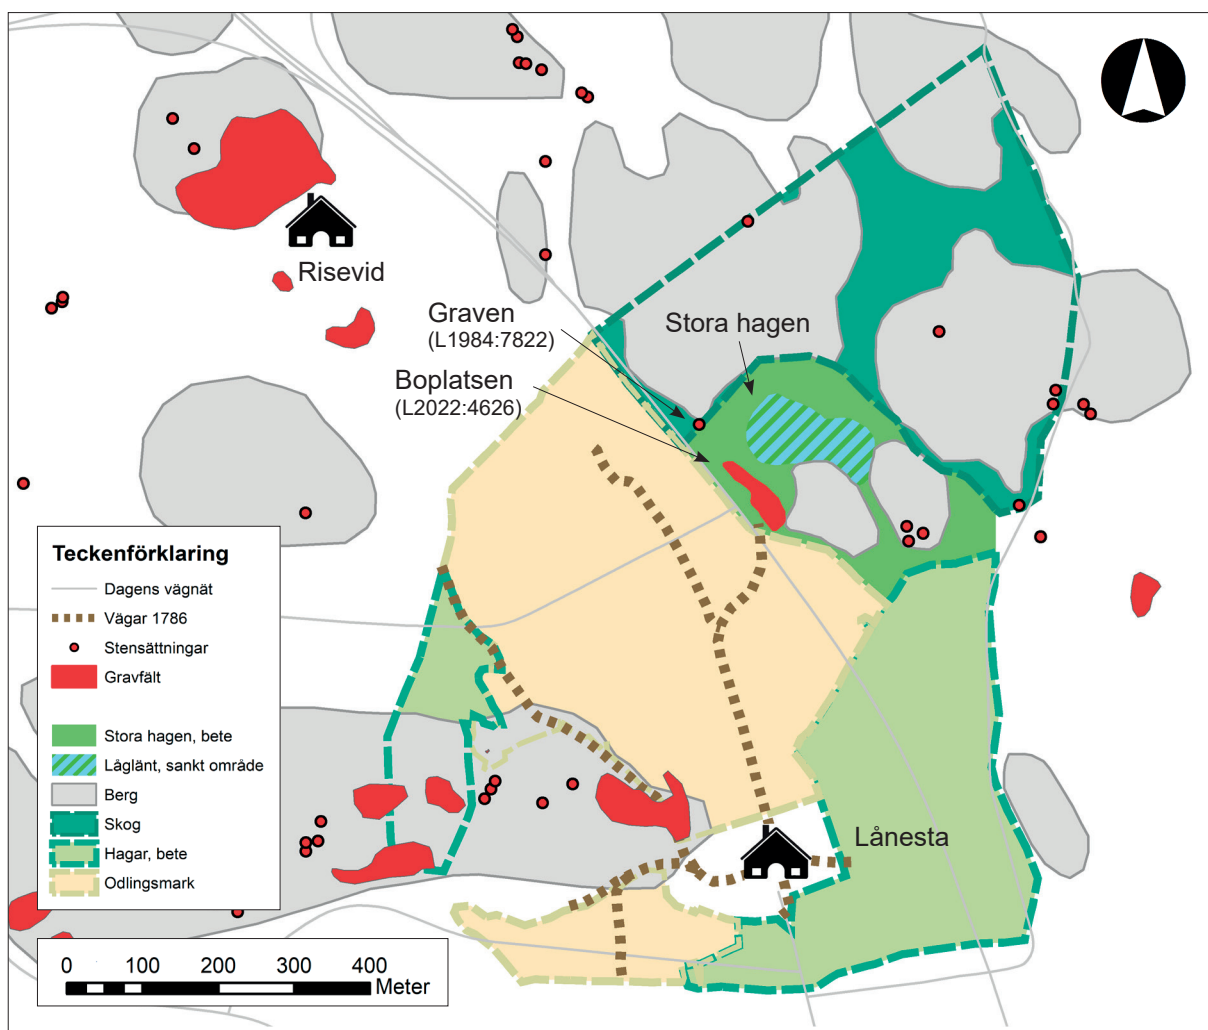 Risevid
Graven
(L1984:7822)
Stora hagen
Boplatsen
(L2022:4626)
Teckenförklaring
Dagens vägnät
Vägar 1786
Stensättningar
Gravfält
Stora hagen, bete
Låglänt, sankt område
Berg
Skog
Hagar, bete
Odlingsmark
Lånesta
0 100 200 300 400
Meter